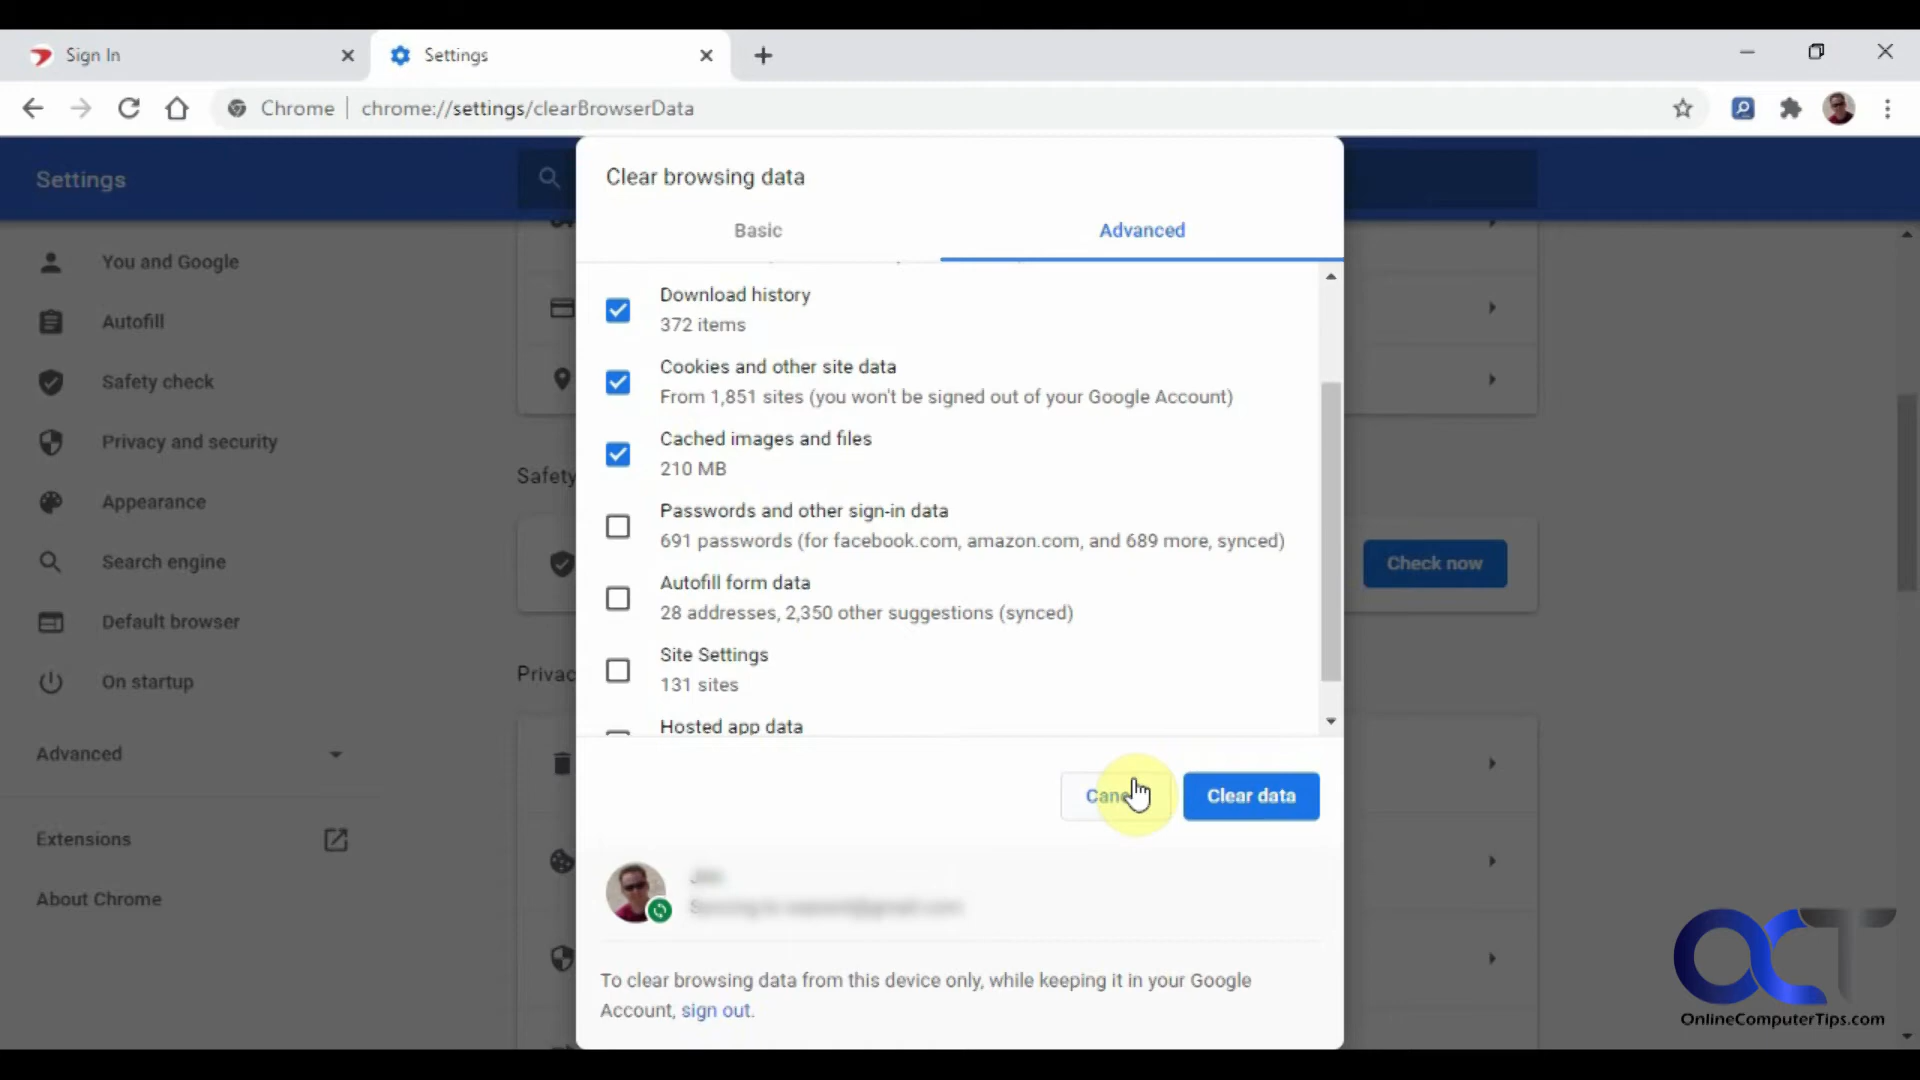 Sign In
Settings
Chrome
chrome://settings/clearBrowserData
Settings
Clear browsing data
Basic
Advanced
You and Google
Autofill
Safety check
Privacy and security
Appearance
Search engine
Default browser
On startup
Advanced
Extensions
About Chrome
Safety
Privac
Download history
372 items
Cookies and other site data
From 1,851 sites (you won't be signed out of your Google Account)
Cached images and files
210 MB
Passwords and other sign-in data
691 passwords (for facebook.com, amazon.com, and 689 more, synced)
Autofill form data
28 addresses, 2,350 other suggestions (synced)
Site Settings
131 sites
Hosted app data
Check now
Clear data
To clear browsing data from this device only, while keeping it in your Google
Account, sign out.
OCT
OnlineComputerTips.com